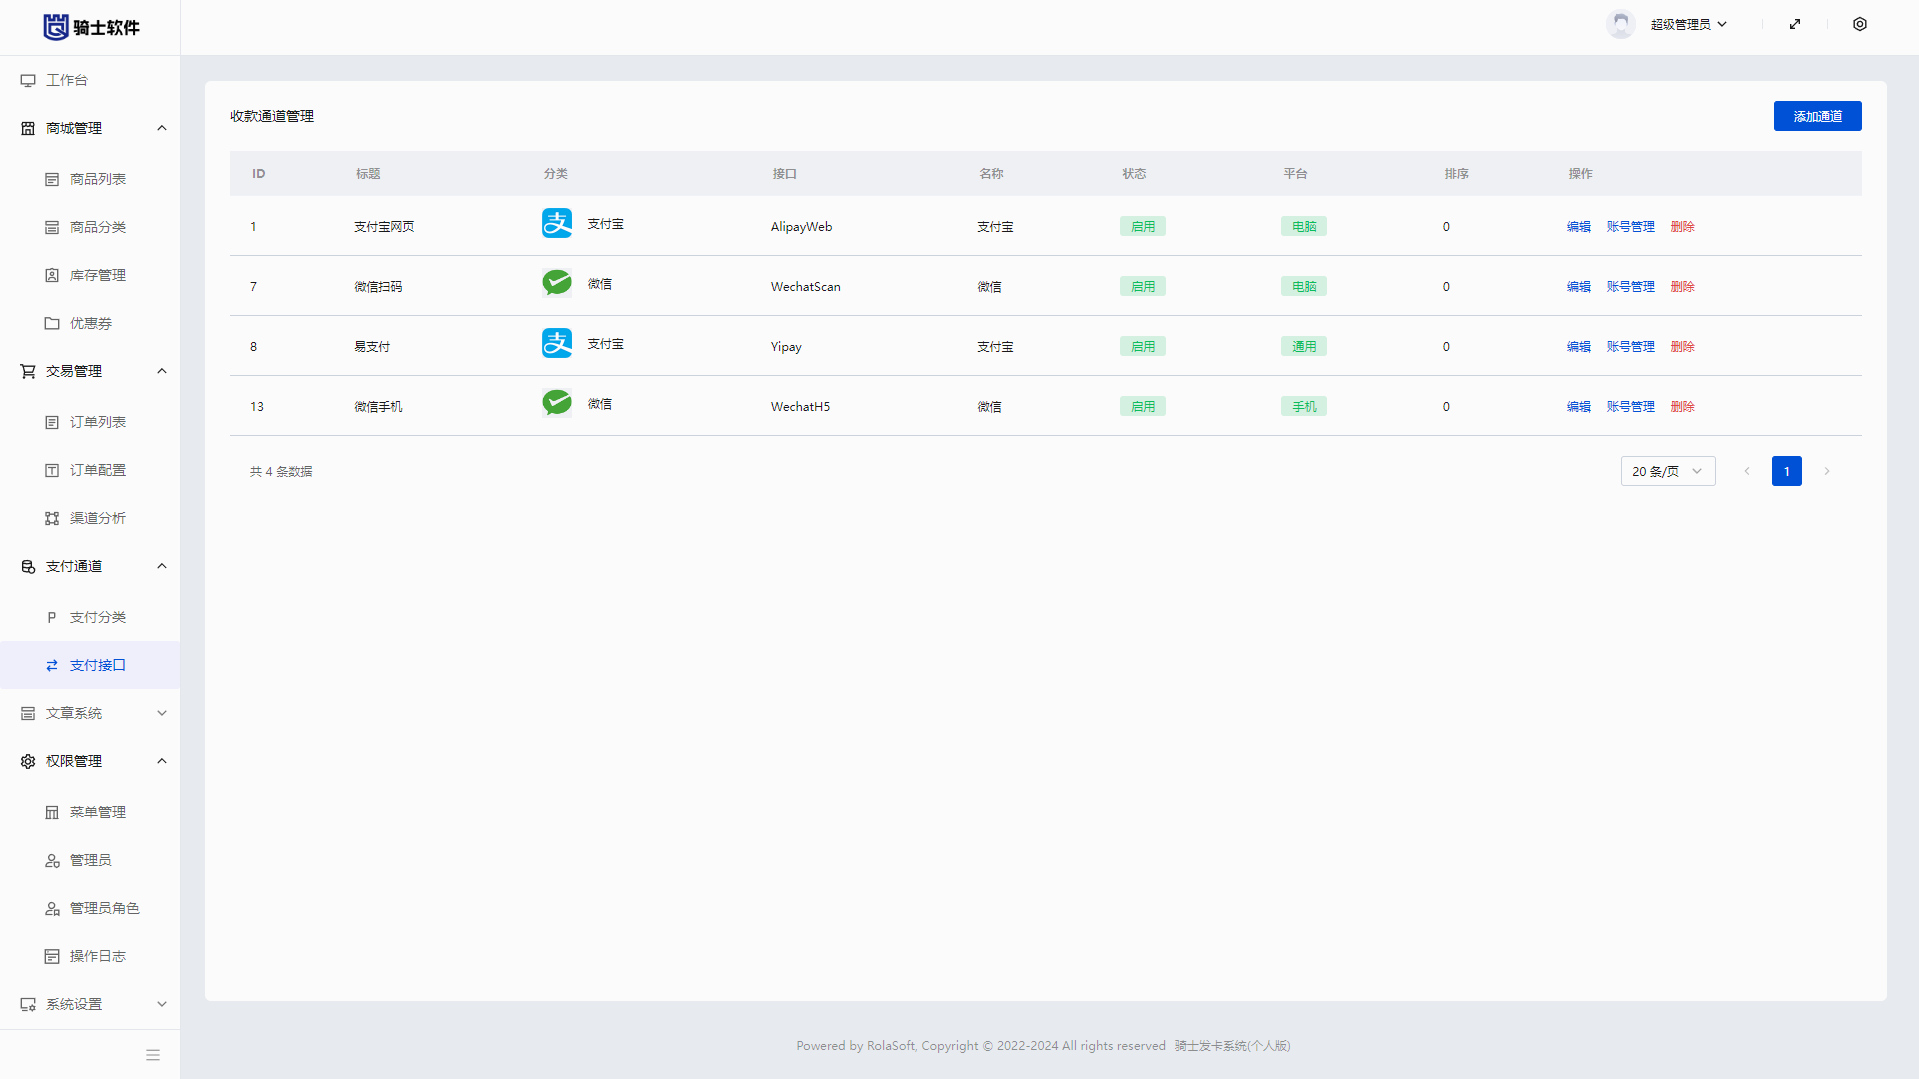 骑士软件
超级管理员
工作台
商城管理
商品列表
商品分类
库存管理
优惠券
交易管理
订单列表
订单配置
渠道分析
支付通道
支付分类
支付接口
文章系统
权限管理
菜单管理
管理员
管理员角色
操作日志
系统设置
收款通道管理
添加通道
ID 标题 分类 接口 名称 状态 平台 排序 操作
1 支付宝网页 支 支付宝 AlipayWeb 支付宝 启用 电脑 0 编辑 账号管理 删除
7 微信扫码 微信 WechatScan 微信 启用 电脑 0 编辑 账号管理 删除
8 易支付 支 支付宝 Yipay 支付宝 启用 通用 0 编辑 账号管理 删除
13 微信手机 微信 WechatH5 微信 启用 手机 0 编辑 账号管理 删除
共 4 条数据 20 条/页 1
Powered by RolaSoft, Copyright © 2022-2024 All rights reserved 骑士发卡系统(个人版)